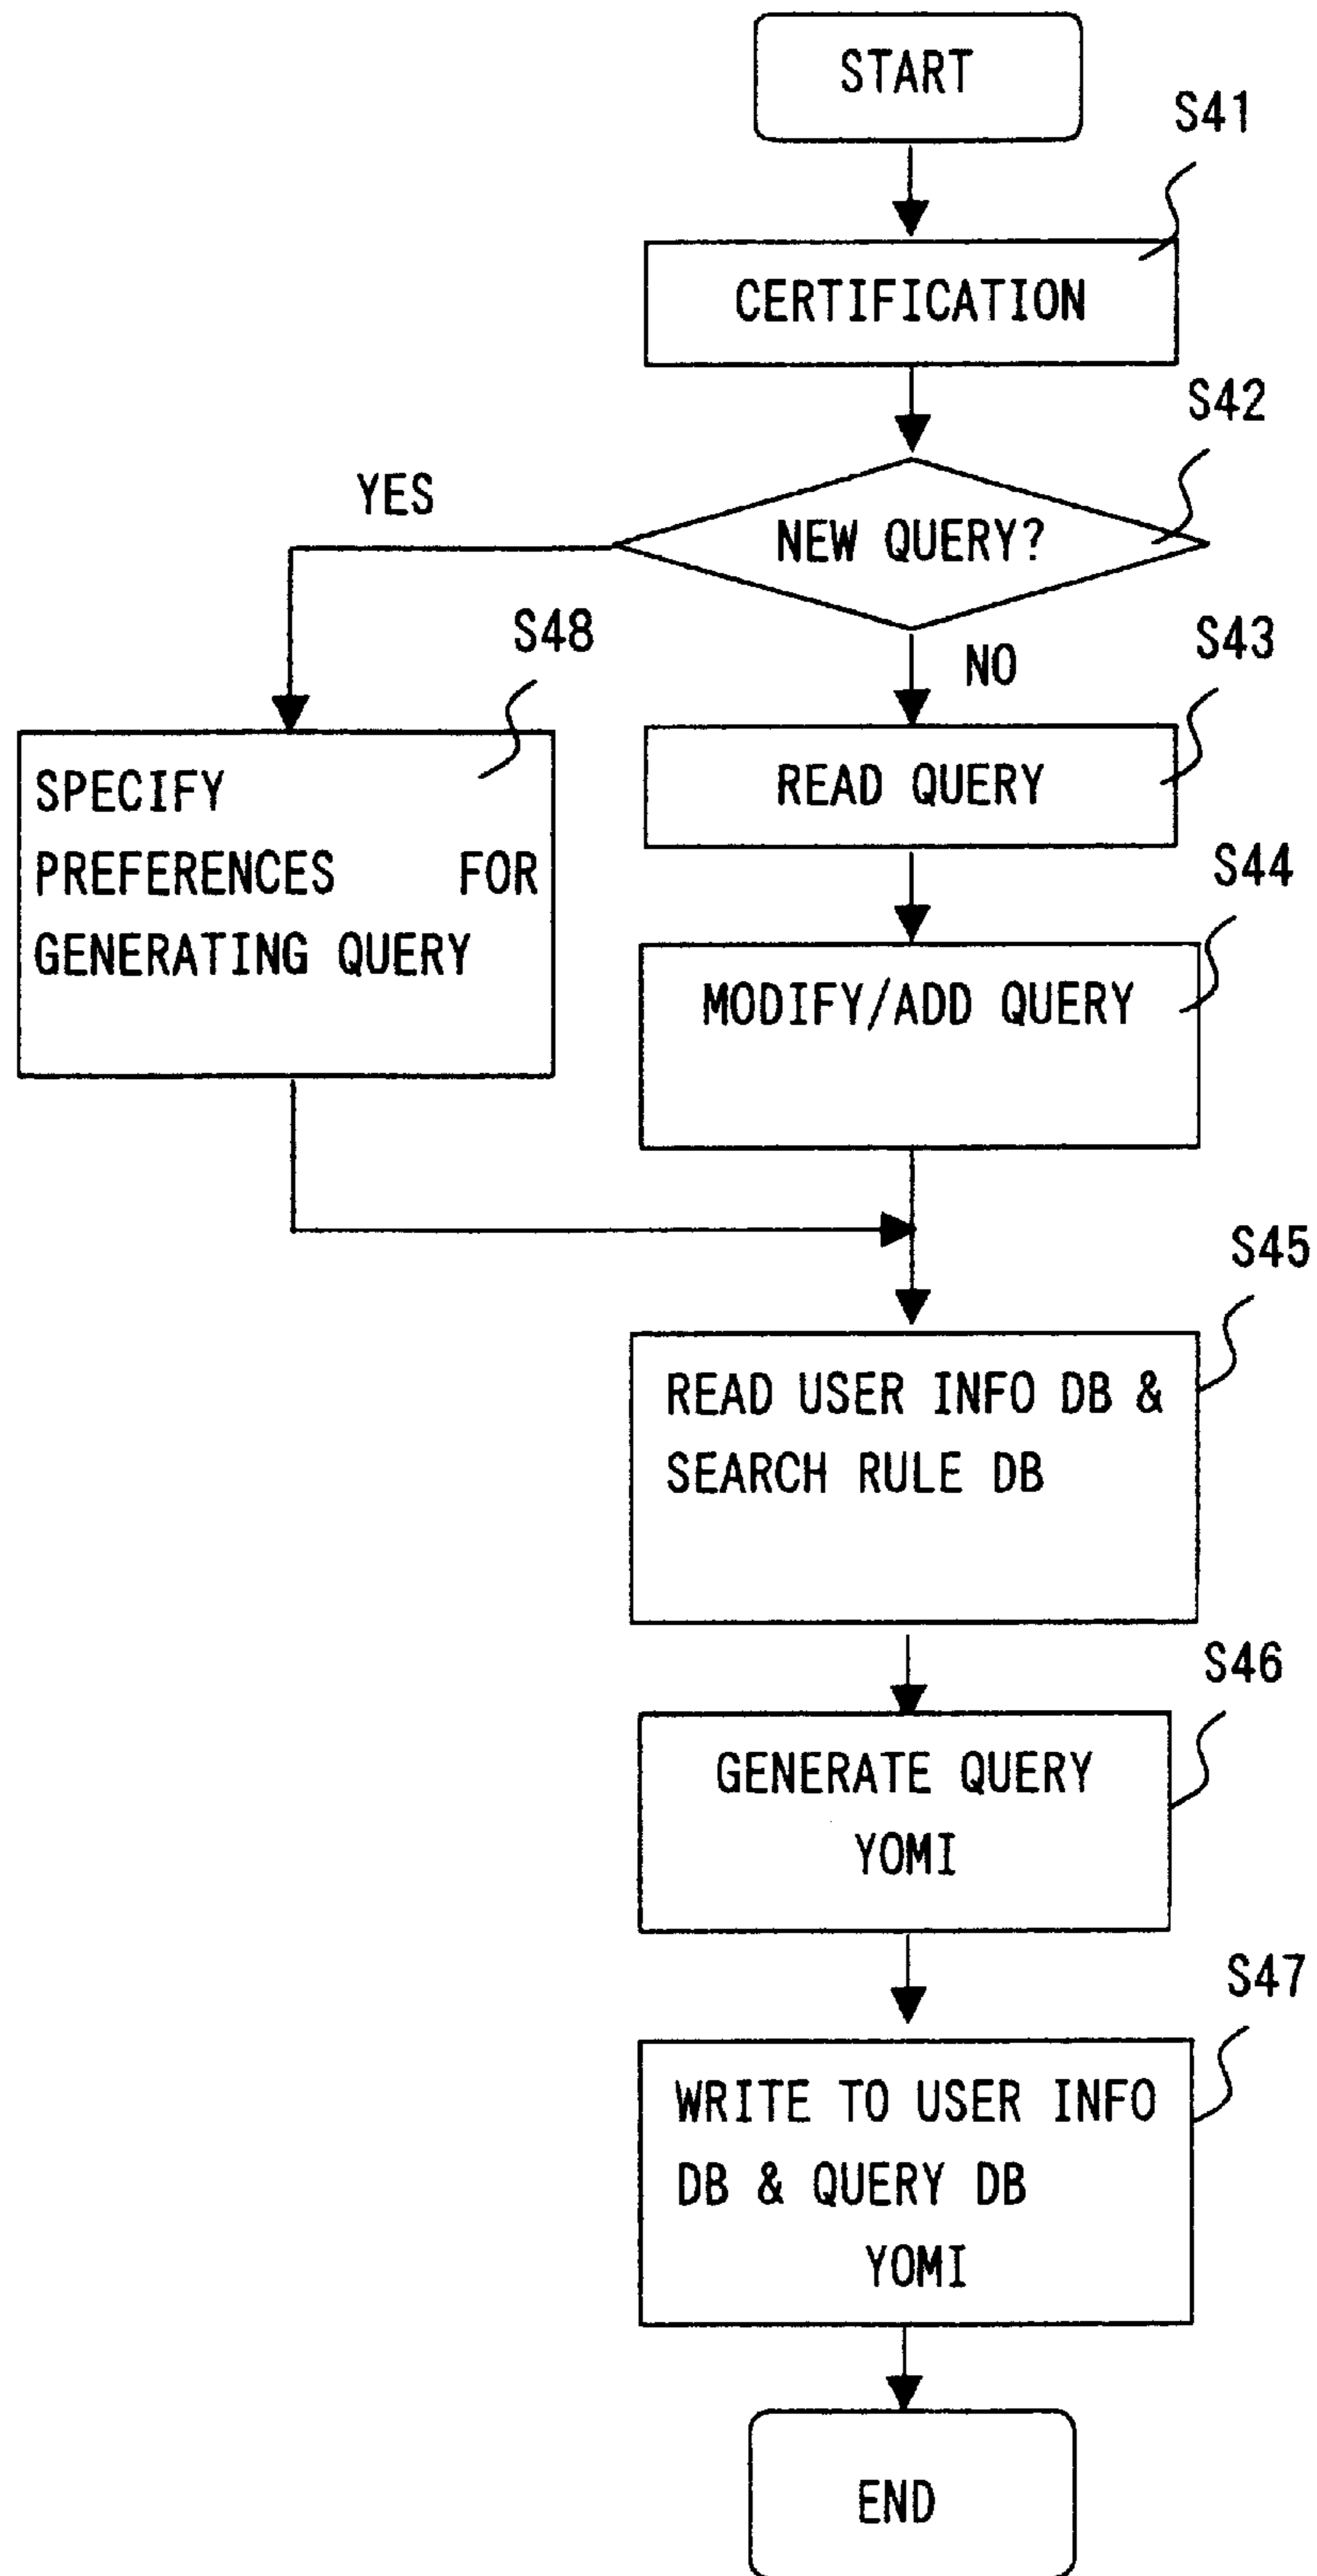 START
S41
CERTIFICATION
S42
YES
NEW QUERY?
S48
NO
S43
SPECIFY
PREFERENCES FOR
GENERATING QUERY
READ QUERY
S44
MODIFY/ADD QUERY
S45
READ USER INFO DB &
SEARCH RULE DB
S46
GENERATE QUERY
YOMI
S47
WRITE TO USER INFO
DB & QUERY DB
YOMI
END